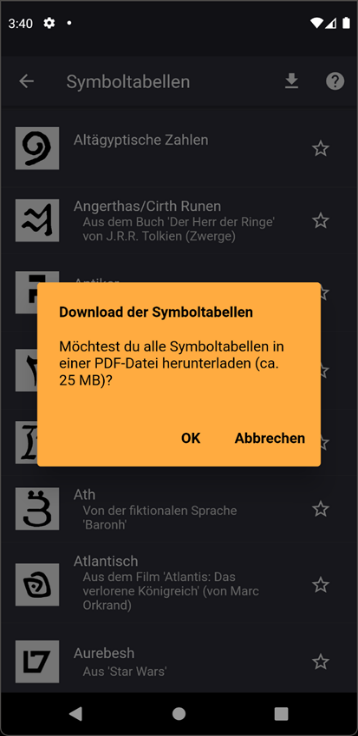 3:40
Symboltabellen
Altägyptische Zahlen
Angerthas/Cirth Runen
Aus dem Buch 'Der Herr der Ringe'
von J.R.R. Tolkien (Zwerge)
Download der Symboltabellen
Möchtest du alle Symboltabellen in
einer PDF-Datei herunterladen (ca.
25 MB)?
OK
Abbrechen
Ath
Von der fiktionalen Sprache
'Baronh'
Atlantisch
Aus dem Film 'Atlantis: Das
verlorene Königreich' (von Marc
Orkrand)
Aurebesh
Aus 'Star Wars'